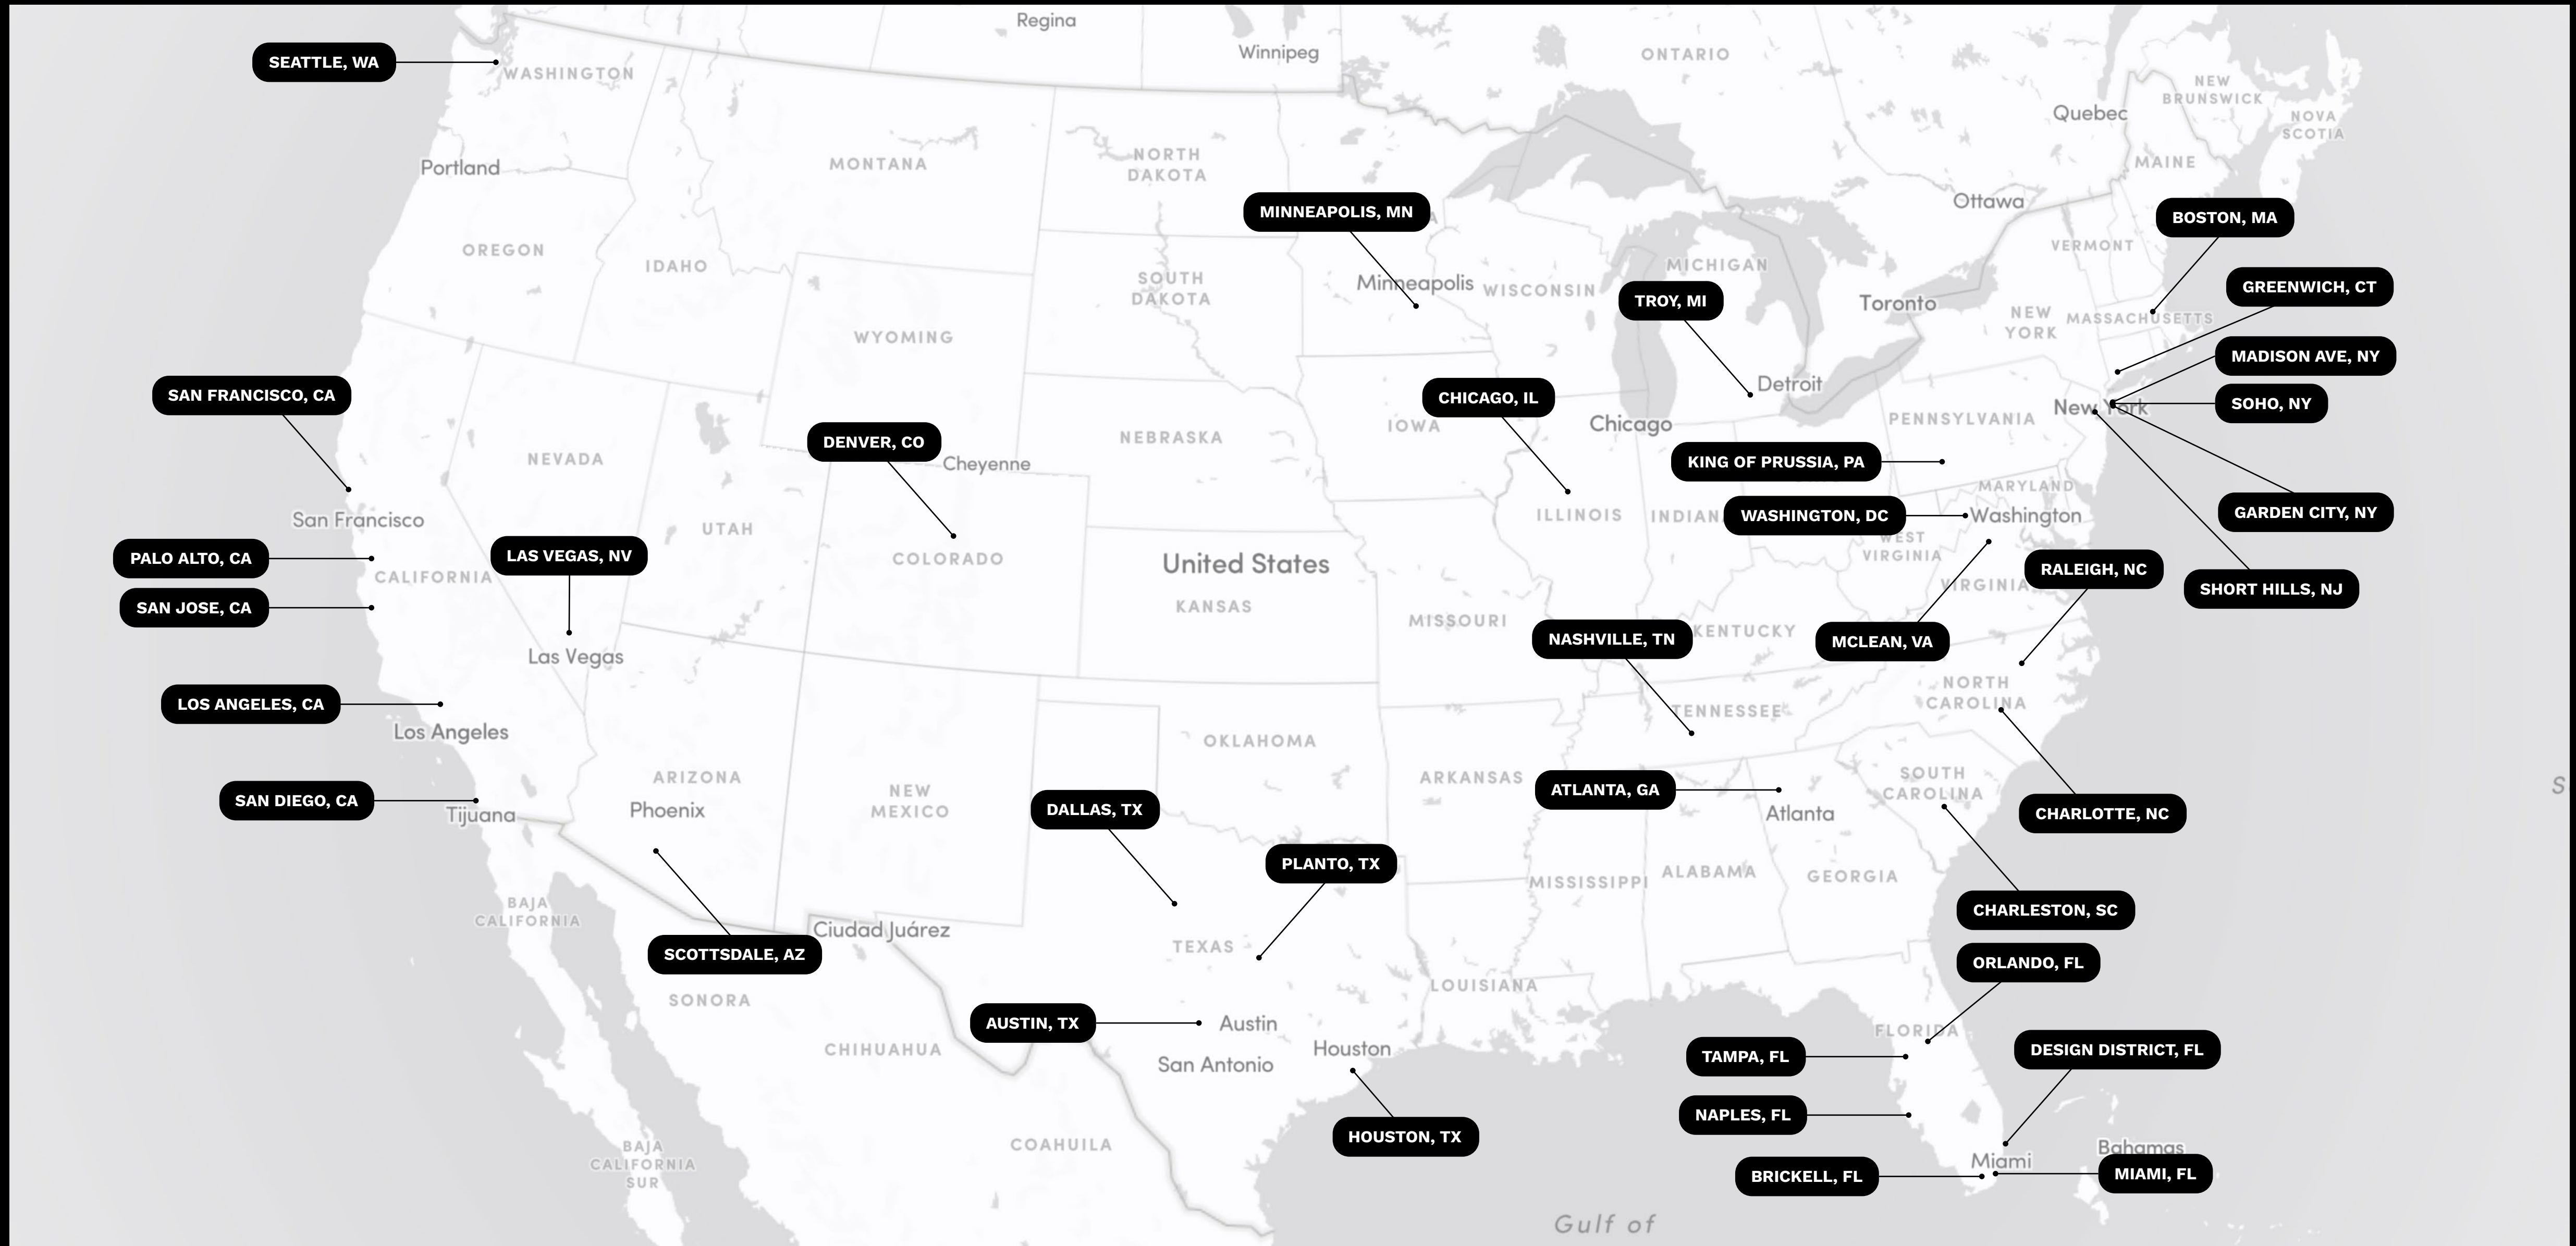 Regina
Winnipeg
ONTARIO
SEATTLE, WA
WASHINGTON
NEW
BRUNSWICK
Quebec
NOVA
SCOTIA
Portland
MONTANA
NORTH
DAKOTA
MAINE
Ottawa
MINNEAPOLIS, MN
BOSTON, MA
OREGON
IDAHO
VERMONT
MICHIGAN
SOUTH
DAKOTA
Minneapolis
WISCONSIN
GREENWICH, CT
TROY, MI
Toronto
NEW
YORK
MASSACHUSETTS
WYOMING
MADISON AVE, NY
Detroit
SAN FRANCISCO, CA
CHICAGO, IL
SOHO, NY
New York
IOWA
Chicago
PENNSYLVANIA
DENVER, CO
NEBRASKA
NEVADA
Cheyenne
KING OF PRUSSIA, PA
MARYLAND
San Francisco
UTAH
ILLINOIS
INDIAN
WASHINGTON, DC
Washington
GARDEN CITY, NY
WEST
VIRGINIA
PALO ALTO, CA
LAS VEGAS, NV
COLORADO
United States
CALIFORNIA
RALEIGH, NC
VIRGINIA
SHORT HILLS, NJ
SAN JOSE, CA
KANSAS
MISSOURI
NASHVILLE, TN
KENTUCKY
MCLEAN, VA
Las Vegas
LOS ANGELES, CA
NORTH
CAROLINA
TENNESSEE
Los Angeles
OKLAHOMA
ARIZONA
ARKANSAS
SOUTH
CAROLINA
SAN DIEGO, CA
Tijuana
Phoenix
NEW
MEXICO
DALLAS, TX
ATLANTA, GA
Atlanta
CHARLOTTE, NC
PLANTO, TX
MISSISSIPPI
ALABAMA
GEORGIA
BAJA
CALIFORNIA
CHARLESTON, SC
Ciudad Juárez
SCOTTSDALE, AZ
TEXAS
ORLANDO, FL
SONORA
LOUISIANA
AUSTIN, TX
Austin
FLORIDA
CHIHUAHUA
San Antonio
Houston
TAMPA, FL
DESIGN DISTRICT, FL
NAPLES, FL
HOUSTON, TX
COAHUILA
BAJA
CALIFORNIA
SUR
Miami
Bahamas
BRICKELL, FL
MIAMI, FL
Gulf of